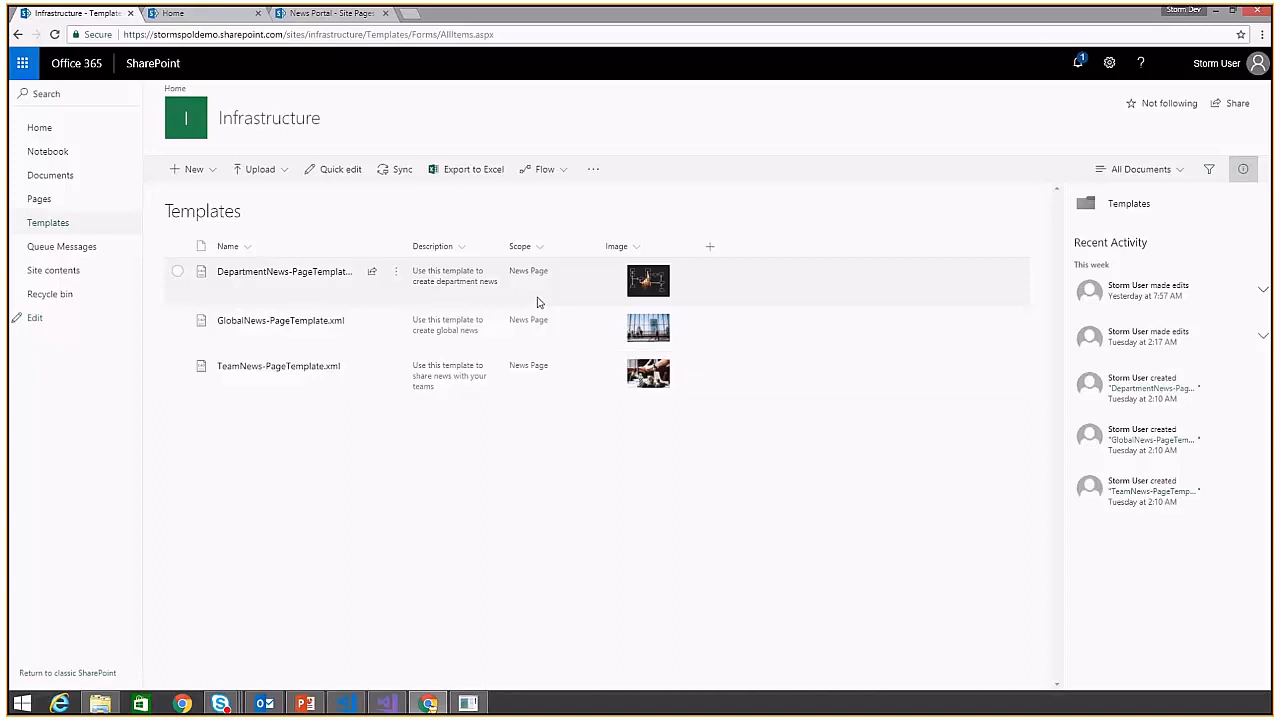 Infrastructure - Template
Home
News Portal - Site Pages
Storm Dev
Secure
https://stormspoldemo.sharepoint.com/sites/infrastructure/Templates/Forms/AllItems.aspx
Office 365
SharePoint
1
?
Storm User
Search
Home
Notebook
Documents
Pages
Templates
Queue Messages
Site contents
Recycle bin
Edit
Return to classic SharePoint
Home
I
Infrastructure
Not following
Share
New
Upload
Quick edit
Sync
Export to Excel
Flow
...
All Documents
Templates
Name
Description
Scope
Image
DepartmentNews-PageTemplat...
Use this template to
create department news
News Page
GlobalNews-PageTemplate.xml
Use this template to
create global news
News Page
TeamNews-PageTemplate.xml
Use this template to
share news with your
teams
News Page
Templates
Recent Activity
This week
Storm User made edits
Yesterday at 7:57 AM
Storm User made edits
Tuesday at 2:17 AM
Storm User created
"DepartmentNews-Pag... "
Tuesday at 2:10 AM
Storm User created
"GlobalNews-PageTem... "
Tuesday at 2:10 AM
Storm User created
"TeamNews-PageTemp... "
Tuesday at 2:10 AM